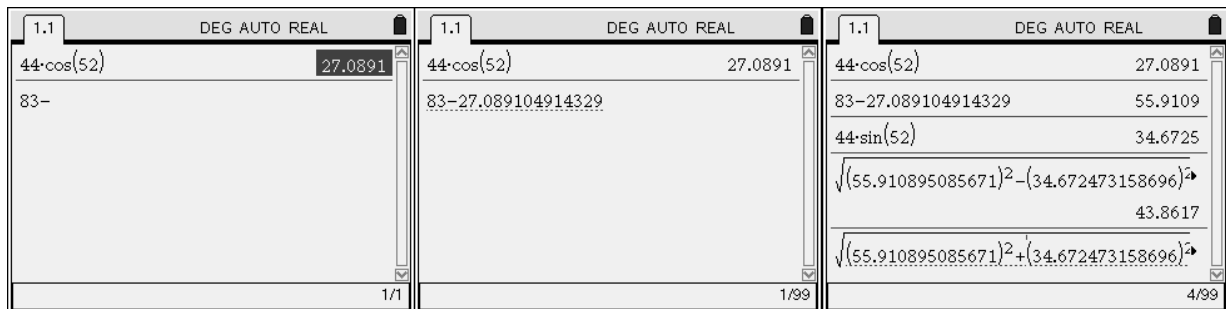 1.1 DEG AUTO REAL
44·cos(52) 27.0891
83−
1/1
1.1 DEG AUTO REAL
44·cos(52) 27.0891
83−27.089104914329
1/99
1.1 DEG AUTO REAL
44·cos(52) 27.0891
83−27.089104914329 55.9109
44·sin(52) 34.6725
√(55.910895085671)²−(34.672473158696)²
43.8617
√(55.910895085671)²+(34.672473158696)²
4/99